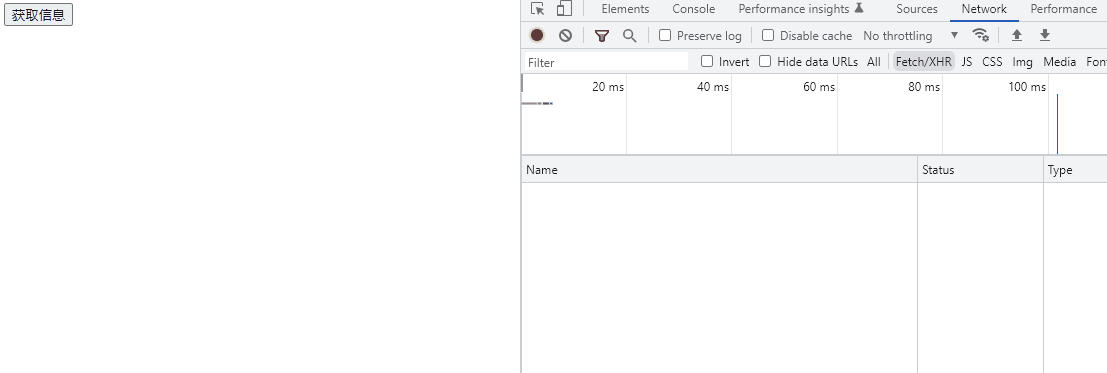 获取信息
Elements Console Performance insights Sources Network Performance
Preserve log Disable cache No throttling
Filter Invert Hide data URLs All Fetch/XHR JS CSS Img Media Fon
20 ms 40 ms 60 ms 80 ms 100 ms
Name Status Type